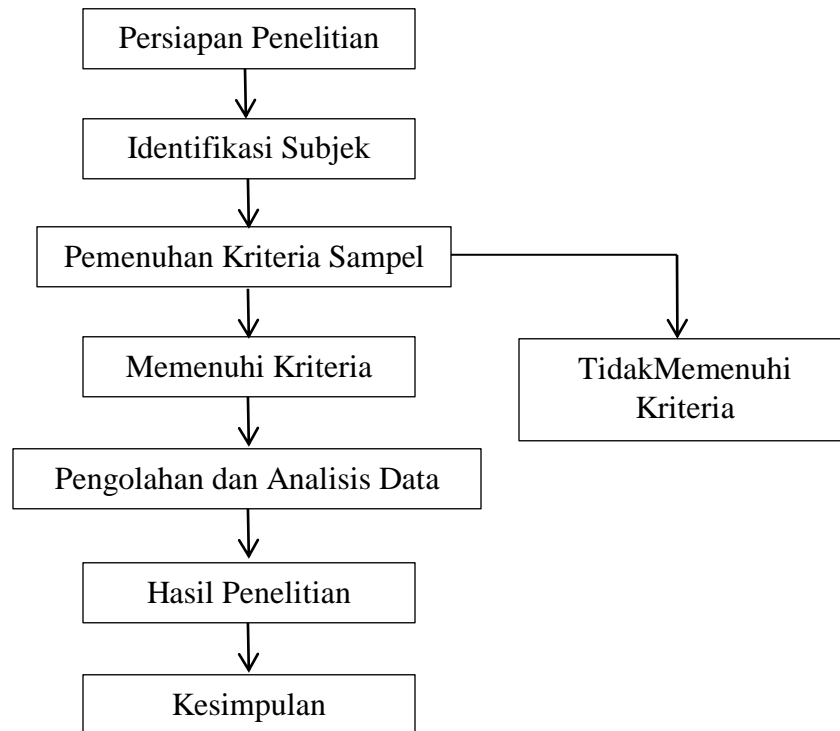 Persiapan Penelitian
Identifikasi Subjek
Pemenuhan Kriteria Sampel
Memenuhi Kriteria
TidakMemenuhi
Kriteria
Pengolahan dan Analisis Data
Hasil Penelitian
Kesimpulan